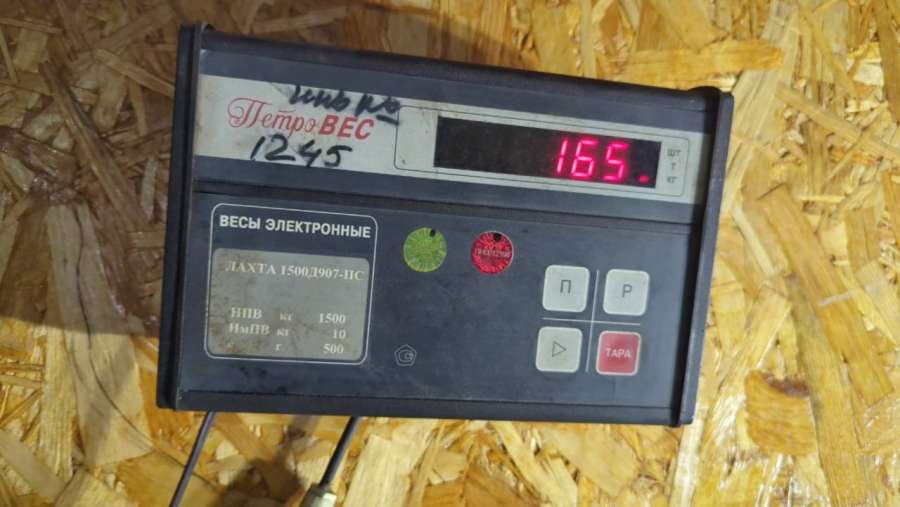 ПетроВЕС
1245
165.
шт
т
кг
ВЕСЫ ЭЛЕКТРОННЫЕ
ЛАХТА 1500Д907-ПС
НПВ кг 1500
НмПВ кг 10
г. 500
П
Р
ТАРА